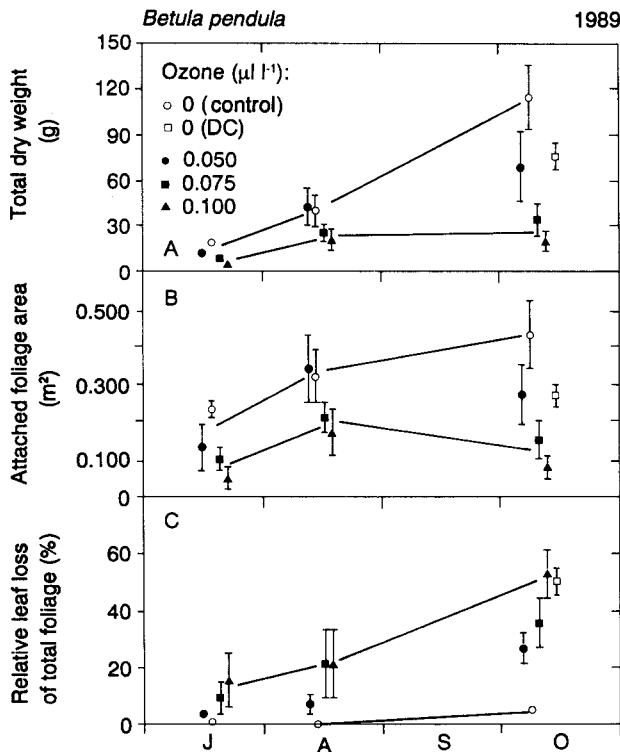 Betula pendula 1989
Total dry weight
(g)
150
120
90
60
30
0
Ozone (μl l⁻¹):
0 (control)
0 (DC)
0.050
0.075
0.100
A
Attached foliage area
(m²)
0.500
0.300
0.100
0
B
Relative leaf loss
of total foliage (%)
60
40
20
0
C
J A S O